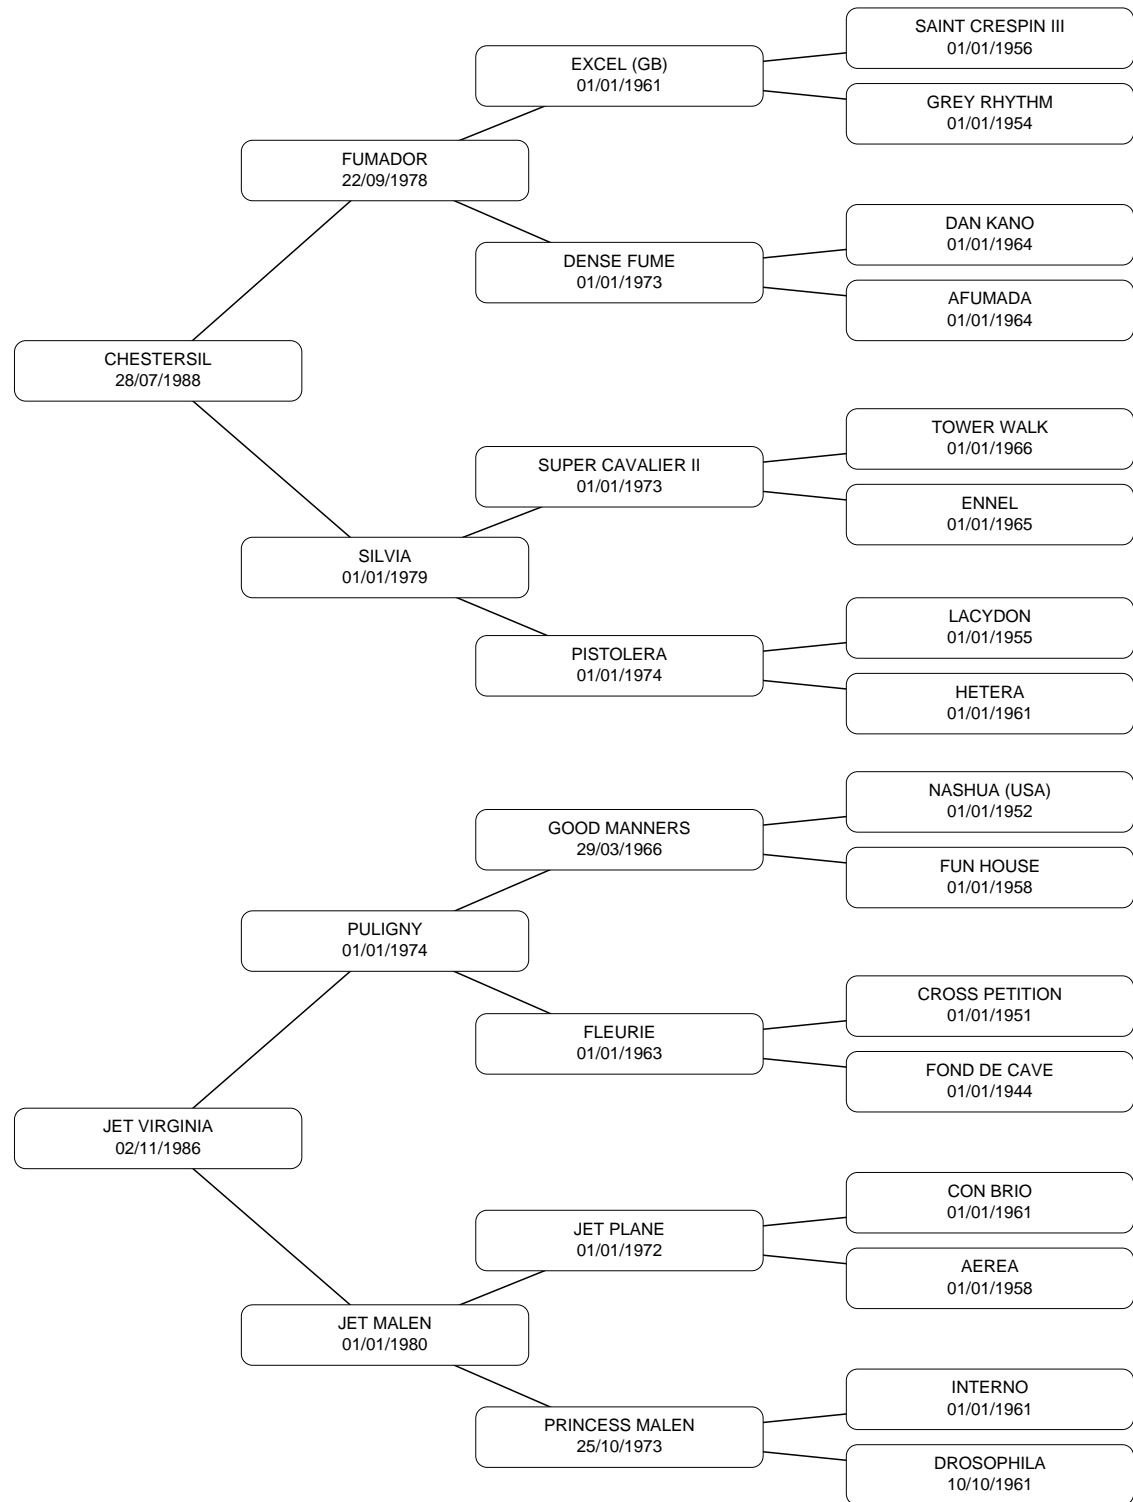 SAINT CRESPIN III
01/01/1956
EXCEL (GB)
01/01/1961
GREY RHYTHM
01/01/1954
FUMADOR
22/09/1978
DAN KANO
01/01/1964
DENSE FUME
01/01/1973
AFUMADA
01/01/1964
CHESTERSIL
28/07/1988
TOWER WALK
01/01/1966
SUPER CAVALIER II
01/01/1973
ENNEL
01/01/1965
SILVIA
01/01/1979
LACYDON
01/01/1955
PISTOLERA
01/01/1974
HETERA
01/01/1961
NASHUA (USA)
01/01/1952
GOOD MANNERS
29/03/1966
FUN HOUSE
01/01/1958
PULIGNY
01/01/1974
CROSS PETITION
01/01/1951
FLEURIE
01/01/1963
FOND DE CAVE
01/01/1944
JET VIRGINIA
02/11/1986
CON BRIO
01/01/1961
JET PLANE
01/01/1972
AEREA
01/01/1958
JET MALEN
01/01/1980
INTERNO
01/01/1961
PRINCESS MALEN
25/10/1973
DROSOPHILA
10/10/1961